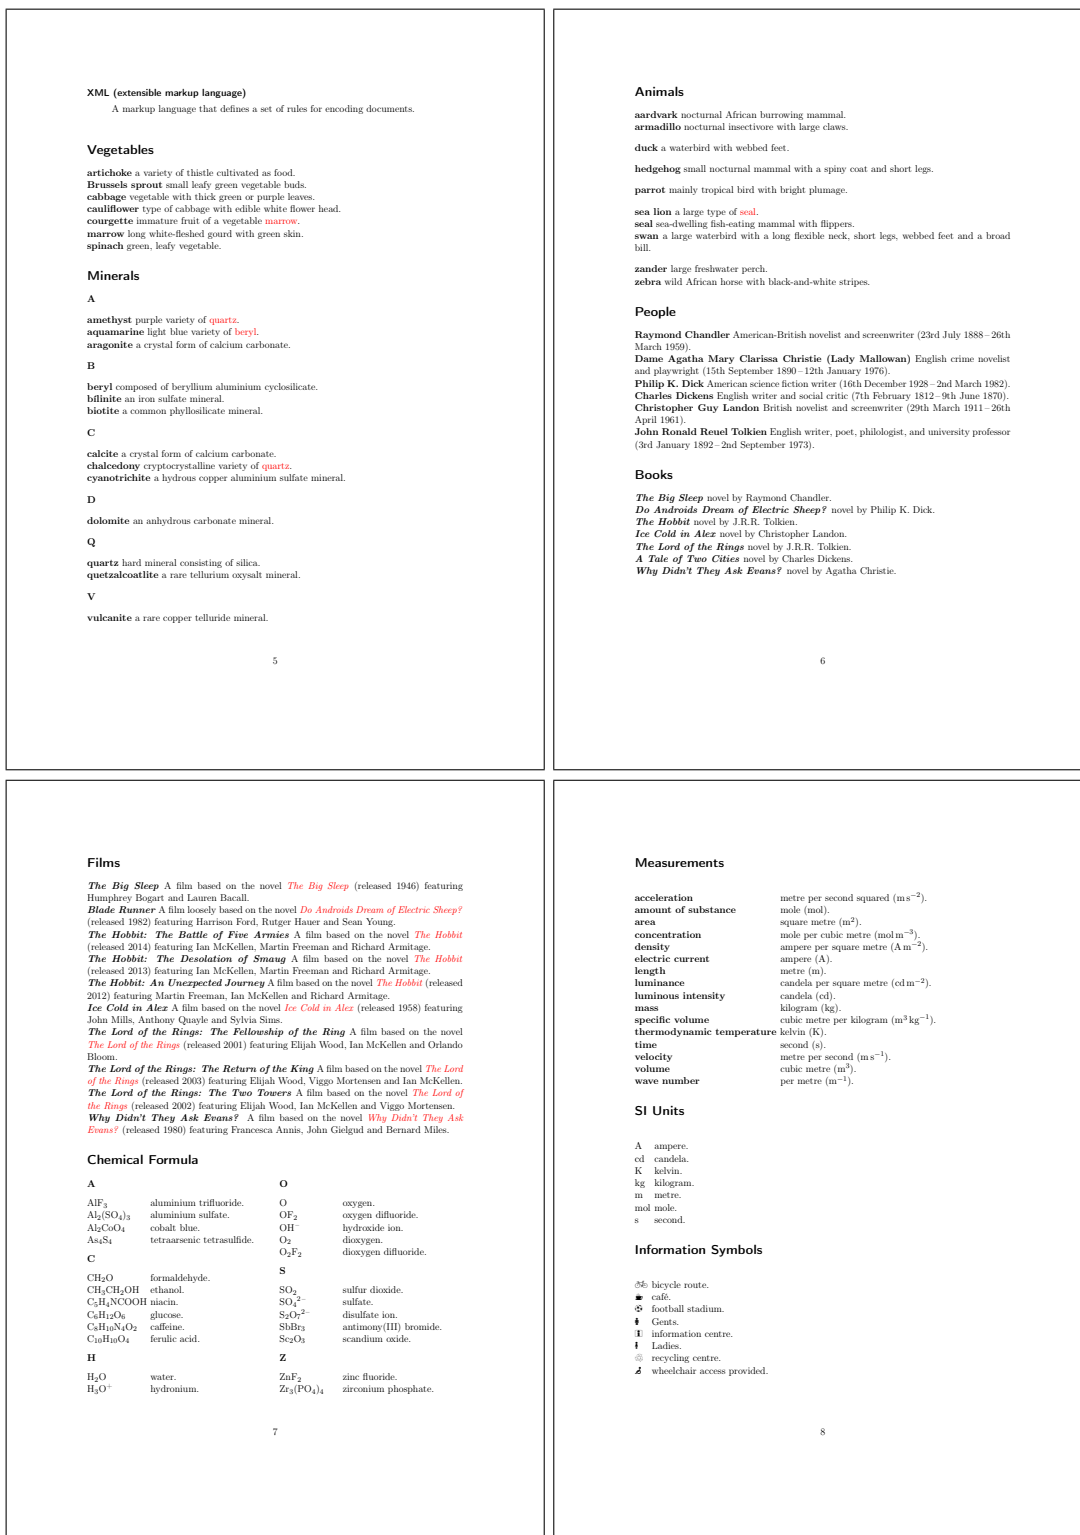 XML (extensible markup language)
A markup language that defines a set of rules for encoding documents.
Vegetables
artichoke a variety of thistle cultivated as food.
Brussels sprout small leafy green vegetable buds.
cabbage vegetable with thick green or purple leaves.
cauliflower type of cabbage with edible white flower head.
courgette immature fruit of a vegetable marrow.
marrow long white-fleshed gourd with green skin.
spinach green, leafy vegetable.
Minerals
A
amethyst purple variety of quartz.
aquamarine light blue variety of beryl.
aragonite a crystal form of calcium carbonate.
B
beryl composed of beryllium aluminium cyclosilicate.
bílinite an iron sulfate mineral.
biotite a common phyllosilicate mineral.
C
calcite a crystal form of calcium carbonate.
chalcedony cryptocrystalline variety of quartz.
cyanotrichite a hydrous copper aluminium sulfate mineral.
D
dolomite an anhydrous carbonate mineral.
Q
quartz hard mineral consisting of silica.
quetzalcoatlite a rare tellurium oxysalt mineral.
V
vulcanite a rare copper telluride mineral.
5
Animals
aardvark nocturnal African burrowing mammal.
armadillo nocturnal insectivore with large claws.
duck a waterbird with webbed feet.
hedgehog small nocturnal mammal with a spiny coat and short legs.
parrot mainly tropical bird with bright plumage.
sea lion a large type of seal.
seal sea-dwelling fish-eating mammal with flippers.
swan a large waterbird with a long flexible neck, short legs, webbed feet and a broad
bill.
zander large freshwater perch.
zebra wild African horse with black-and-white stripes.
People
Raymond Chandler American-British novelist and screenwriter (23rd July 1888 – 26th
March 1959).
Dame Agatha Mary Clarissa Christie (Lady Mallowan) English crime novelist
and playwright (15th September 1890 – 12th January 1976).
Philip K. Dick American science fiction writer (16th December 1928 – 2nd March 1982).
Charles Dickens English writer and social critic (7th February 1812 – 9th June 1870).
Christopher Guy Landon British novelist and screenwriter (29th March 1911 – 26th
April 1961).
John Ronald Reuel Tolkien English writer, poet, philologist, and university professor
(3rd January 1892 – 2nd September 1973).
Books
The Big Sleep novel by Raymond Chandler.
Do Androids Dream of Electric Sheep? novel by Philip K. Dick.
The Hobbit novel by J.R.R. Tolkien.
Ice Cold in Alex novel by Christopher Landon.
The Lord of the Rings novel by J.R.R. Tolkien.
A Tale of Two Cities novel by Charles Dickens.
Why Didn't They Ask Evans? novel by Agatha Christie.
6
Films
The Big Sleep A film based on the novel The Big Sleep (released 1946) featuring
Humphrey Bogart and Lauren Bacall.
Blade Runner A film loosely based on the novel Do Androids Dream of Electric Sheep?
(released 1982) featuring Harrison Ford, Rutger Hauer and Sean Young.
The Hobbit: The Battle of Five Armies A film based on the novel The Hobbit
(released 2014) featuring Ian McKellen, Martin Freeman and Richard Armitage.
The Hobbit: The Desolation of Smaug A film based on the novel The Hobbit
(released 2013) featuring Ian McKellen, Martin Freeman and Richard Armitage.
The Hobbit: An Unexpected Journey A film based on the novel The Hobbit (released
2012) featuring Martin Freeman, Ian McKellen and Richard Armitage.
Ice Cold in Alex A film based on the novel Ice Cold in Alex (released 1958) featuring
John Mills, Anthony Quayle and Sylvia Sims.
The Lord of the Rings: The Fellowship of the Ring A film based on the novel
The Lord of the Rings (released 2001) featuring Elijah Wood, Ian McKellen and Orlando
Bloom.
The Lord of the Rings: The Return of the King A film based on the novel The Lord
of the Rings (released 2003) featuring Elijah Wood, Viggo Mortensen and Ian McKellen.
The Lord of the Rings: The Two Towers A film based on the novel The Lord of
the Rings (released 2002) featuring Elijah Wood, Ian McKellen and Viggo Mortensen.
Why Didn't They Ask Evans? A film based on the novel Why Didn't They Ask
Evans? (released 1980) featuring Francesca Annis, John Gielgud and Bernard Miles.
Chemical Formula
A
AlF₃ aluminium trifluoride.
Al₂(SO₄)₃ aluminium sulfate.
Al₂CoO₄ cobalt blue.
As₄S₄ tetraarsenic tetrasulfide.
C
CH₂O formaldehyde.
CH₃CH₂OH ethanol.
C₅H₄NCOOH niacin.
C₆H₁₂O₆ glucose.
C₈H₁₀N₄O₂ caffeine.
C₁₀H₁₀O₄ ferulic acid.
H
H₂O water.
H₃O⁺ hydronium.
O
O oxygen.
OF₂ oxygen difluoride.
OH⁻ hydroxide ion.
O₂ dioxygen.
O₂F₂ dioxygen difluoride.
S
SO₂ sulfur dioxide.
SO₄²⁻ sulfate.
S₂O₇²⁻ disulfate ion.
SbBr₃ antimony(III) bromide.
Sc₂O₃ scandium oxide.
Z
ZnF₂ zinc fluoride.
Zr₃(PO₄)₄ zirconium phosphate.
7
Measurements
acceleration metre per second squared (m s⁻²).
amount of substance mole (mol).
area square metre (m²).
concentration mole per cubic metre (mol m⁻³).
density ampere per square metre (A m⁻²).
electric current ampere (A).
length metre (m).
luminance candela per square metre (cd m⁻²).
luminous intensity candela (cd).
mass kilogram (kg).
specific volume cubic metre per kilogram (m³ kg⁻¹).
thermodynamic temperature kelvin (K).
time second (s).
velocity metre per second (m s⁻¹).
volume cubic metre (m³).
wave number per metre (m⁻¹).
SI Units
A ampere.
cd candela.
K kelvin.
kg kilogram.
m metre.
mol mole.
s second.
Information Symbols
bicycle route.
café.
football stadium.
Gents.
information centre.
Ladies.
recycling centre.
wheelchair access provided.
8